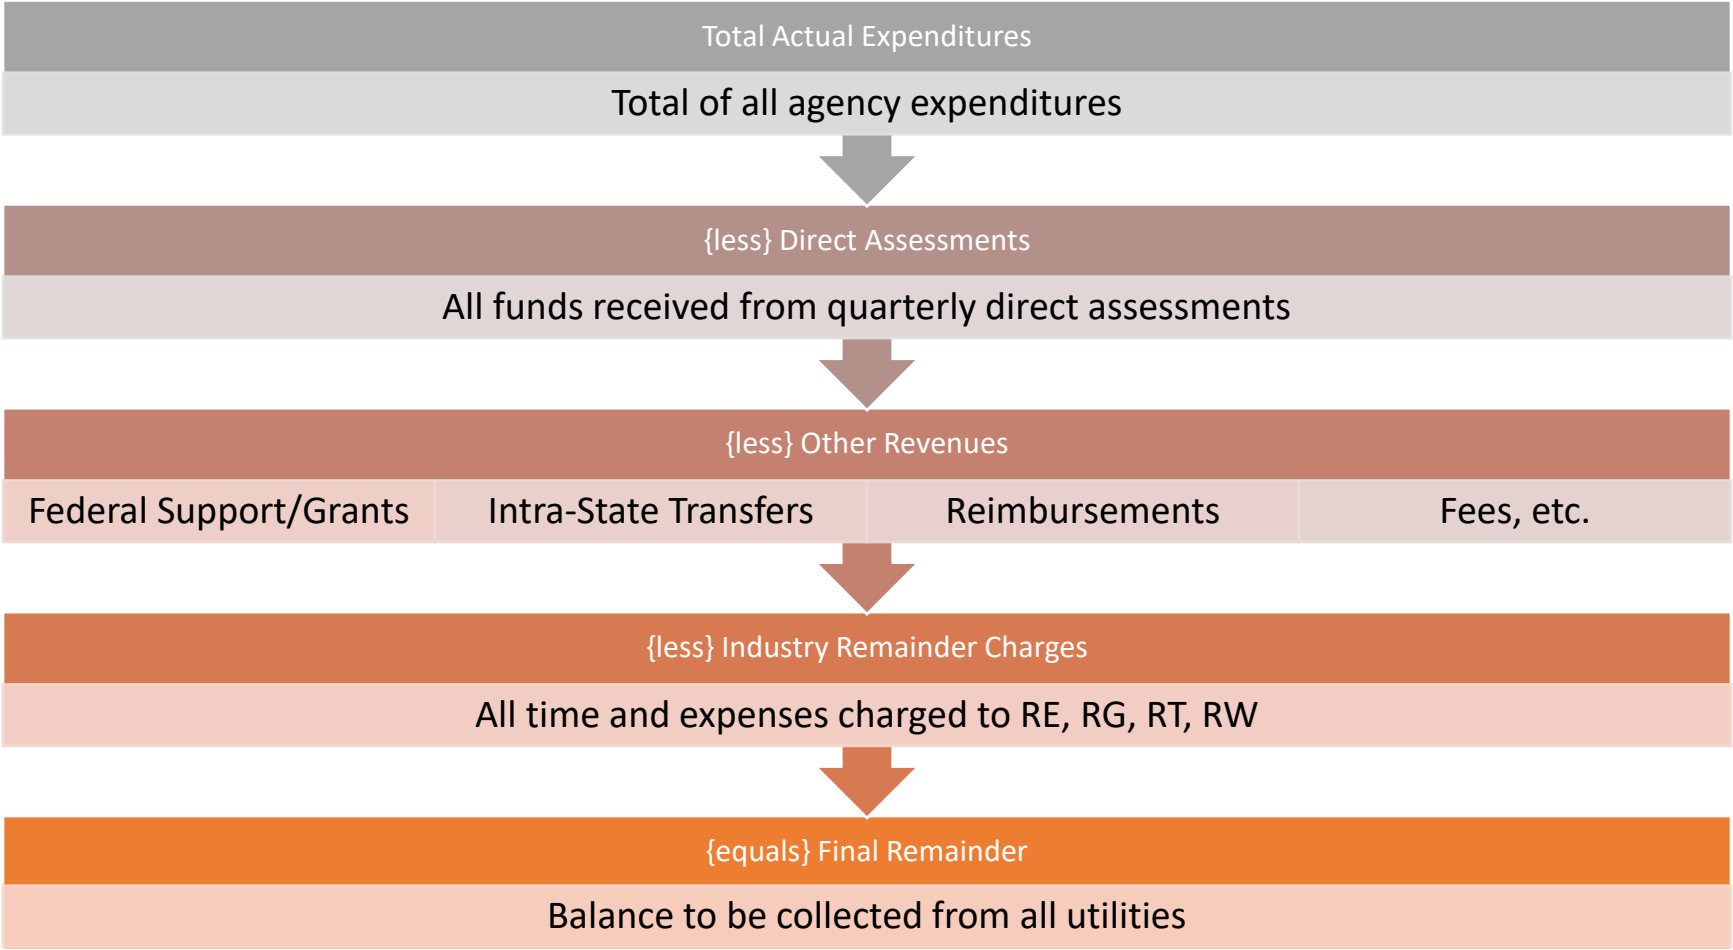 Total Actual Expenditures
Total of all agency expenditures
{less} Direct Assessments
All funds received from quarterly direct assessments
{less} Other Revenues
Federal Support/Grants
Intra-State Transfers
Reimbursements
Fees, etc.
{less} Industry Remainder Charges
All time and expenses charged to RE, RG, RT, RW
{equals} Final Remainder
Balance to be collected from all utilities